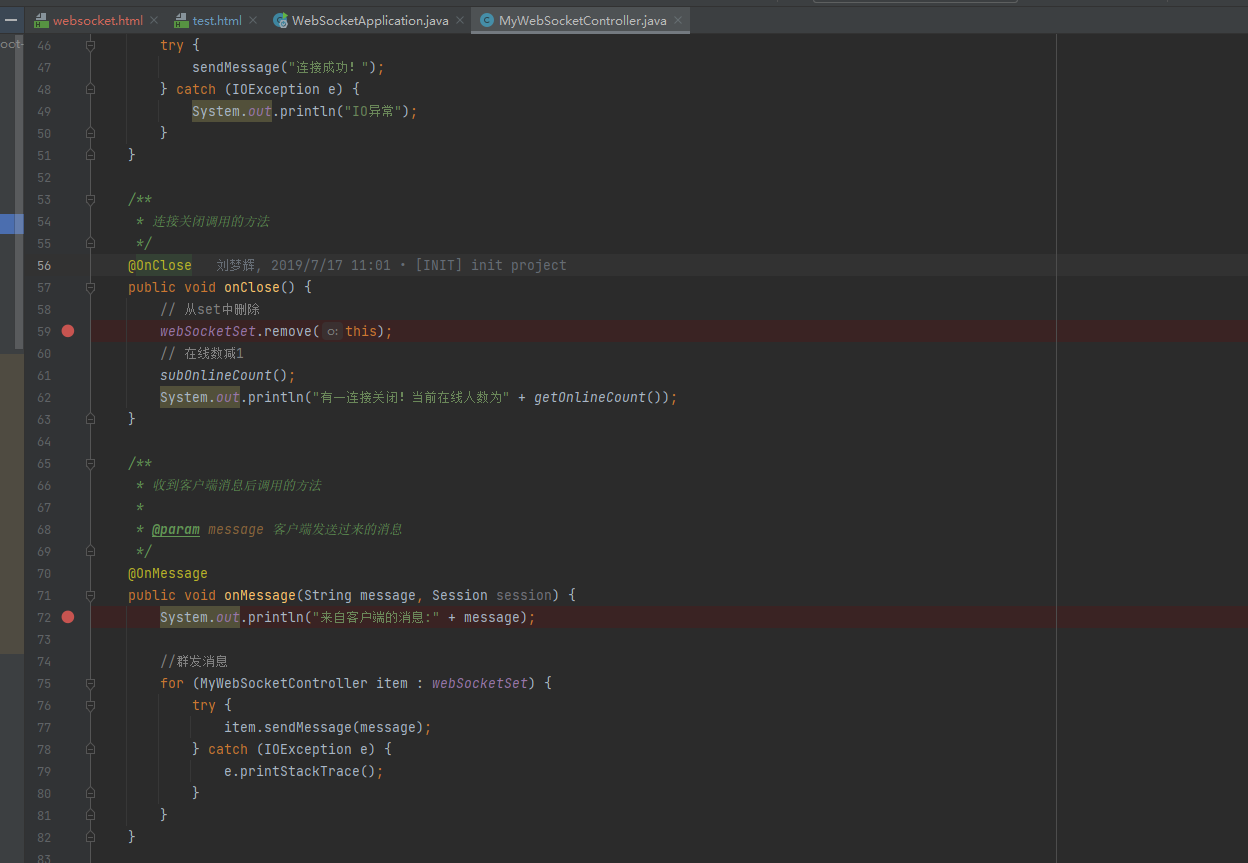 websocket.html test.html WebSocketApplication.java MyWebSocketController.java
oot-
46 try {
47 sendMessage("连接成功！");
48 } catch (IOException e) {
49 System.out.println("IO异常");
50 }
51 }
52
53 /**
54 * 连接关闭调用的方法
55 */
56 @OnClose 刘梦辉, 2019/7/17 11:01 • [INIT] init project
57 public void onClose() {
58 // 从set中删除
59 webSocketSet.remove( o: this);
60 // 在线数减1
61 subOnlineCount();
62 System.out.println("有一连接关闭！当前在线人数为" + getOnlineCount());
63 }
64
65 /**
66 * 收到客户端消息后调用的方法
67 *
68 * @param message 客户端发送过来的消息
69 */
70 @OnMessage
71 public void onMessage(String message, Session session) {
72 System.out.println("来自客户端的消息:" + message);
73
74 //群发消息
75 for (MyWebSocketController item : webSocketSet) {
76 try {
77 item.sendMessage(message);
78 } catch (IOException e) {
79 e.printStackTrace();
80 }
81 }
82 }
83